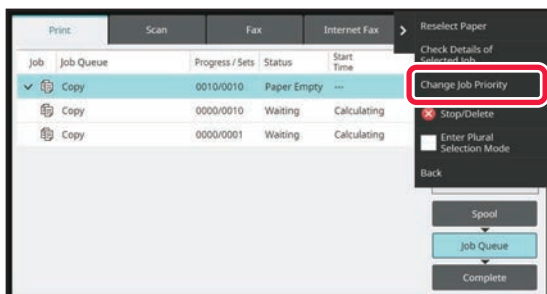 Print
Scan
Fax
Internet Fax
Job
Job Queue
Progress / Sets
Status
Start
Time
Copy
0010/0010
Paper Empty
---
Copy
0000/0010
Waiting
Calculating
Copy
0000/0001
Waiting
Calculating
Reselect Paper
Check Details of
Selected Job
Change Job Priority
Stop/Delete
Enter Plural
Selection Mode
Back
Spool
Job Queue
Complete